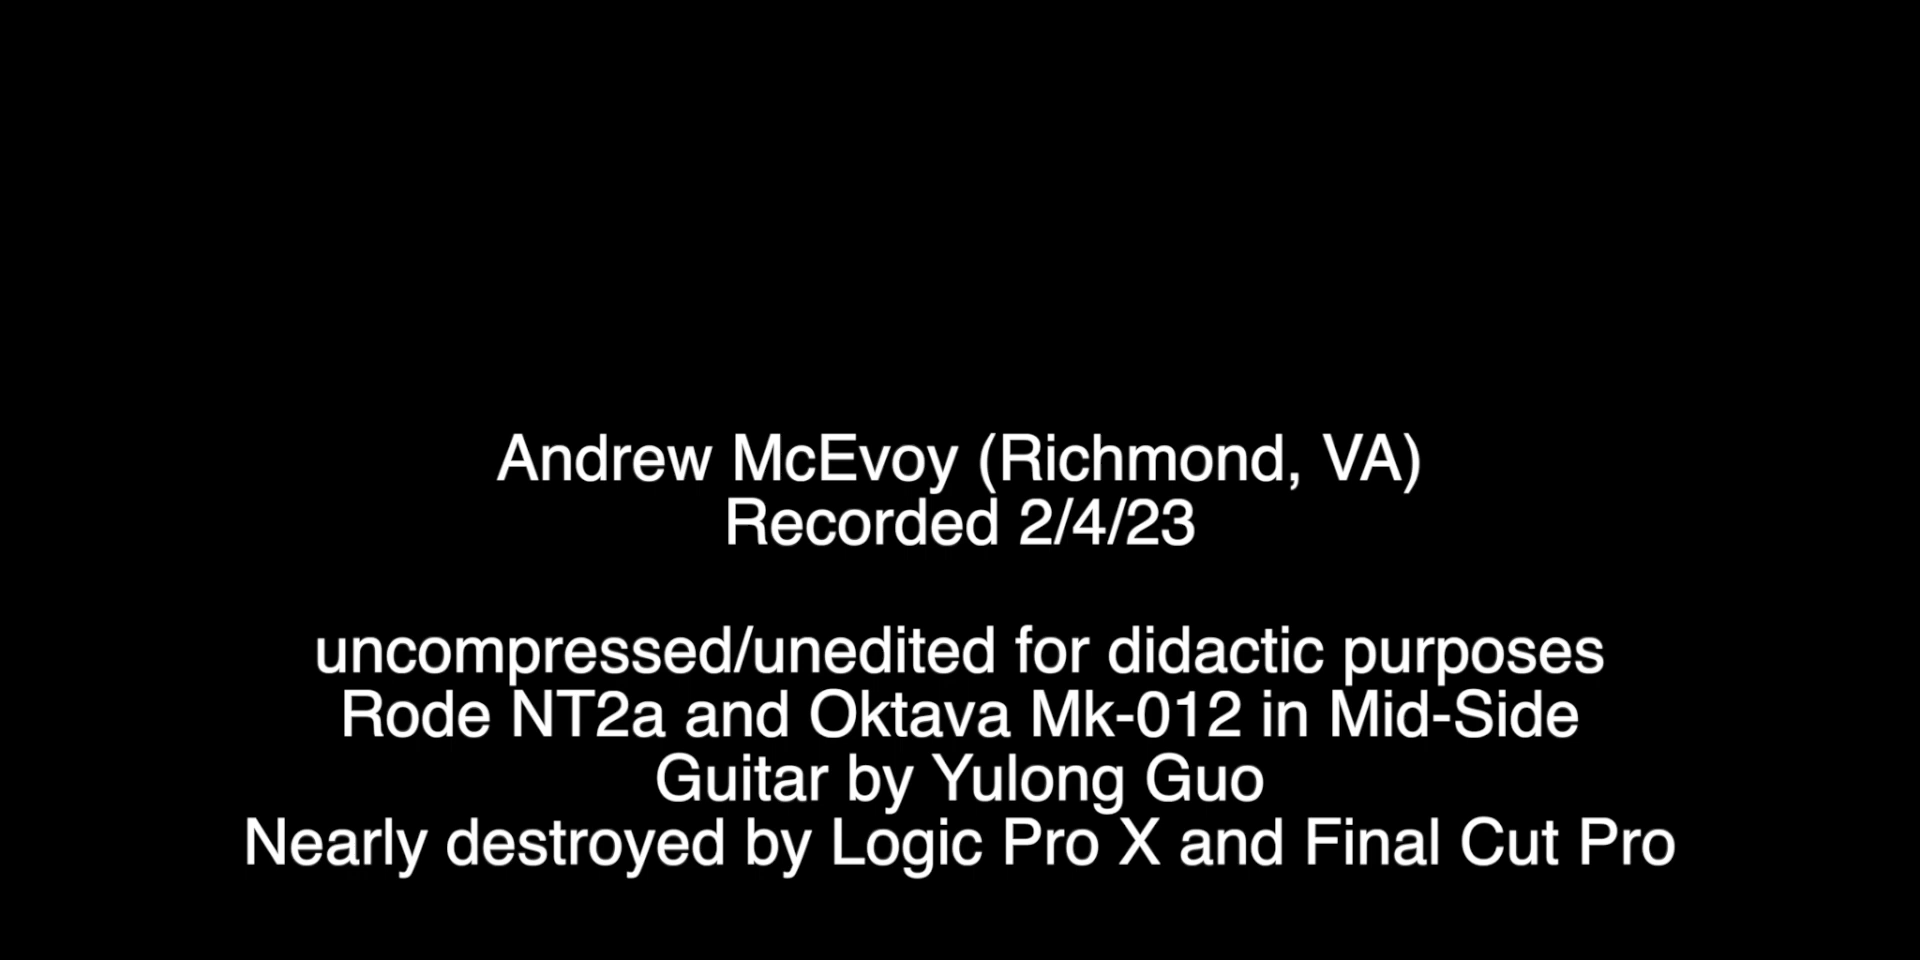 Andrew McEvoy (Richmond, VA)
Recorded 2/4/23
uncompressed/unedited for didactic purposes
Rode NT2a and Oktava Mk-012 in Mid-Side
Guitar by Yulong Guo
Nearly destroyed by Logic Pro X and Final Cut Pro